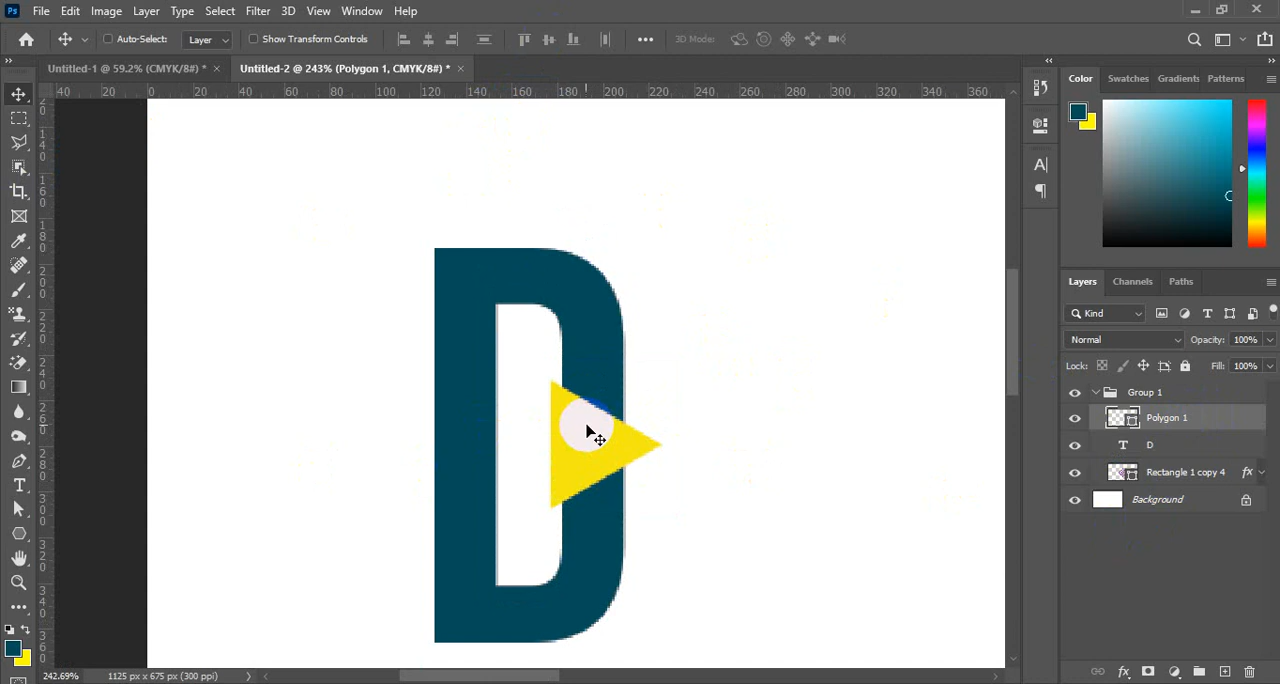 Ps File Edit Image Layer Type Select Filter 3D View Window Help
Auto-Select: Layer Show Transform Controls ••• 3D Mode:
Untitled-1 @ 59.2% (CMYK/8#) * × Untitled-2 @ 243% (Polygon 1, CMYK/8#) * ×
40 20 0 20 40 60 80 100 120 140 160 180 200 220 240 260 280 300 320 340 360 380
Color Swatches Gradients Patterns
D
Layers Channels Paths
Kind
Normal Opacity: 100%
Lock: Fill: 100%
Group 1
Polygon 1
D
Rectangle 1 copy 4 fx
Background
242.69% 1125 px x 675 px (300 ppi)